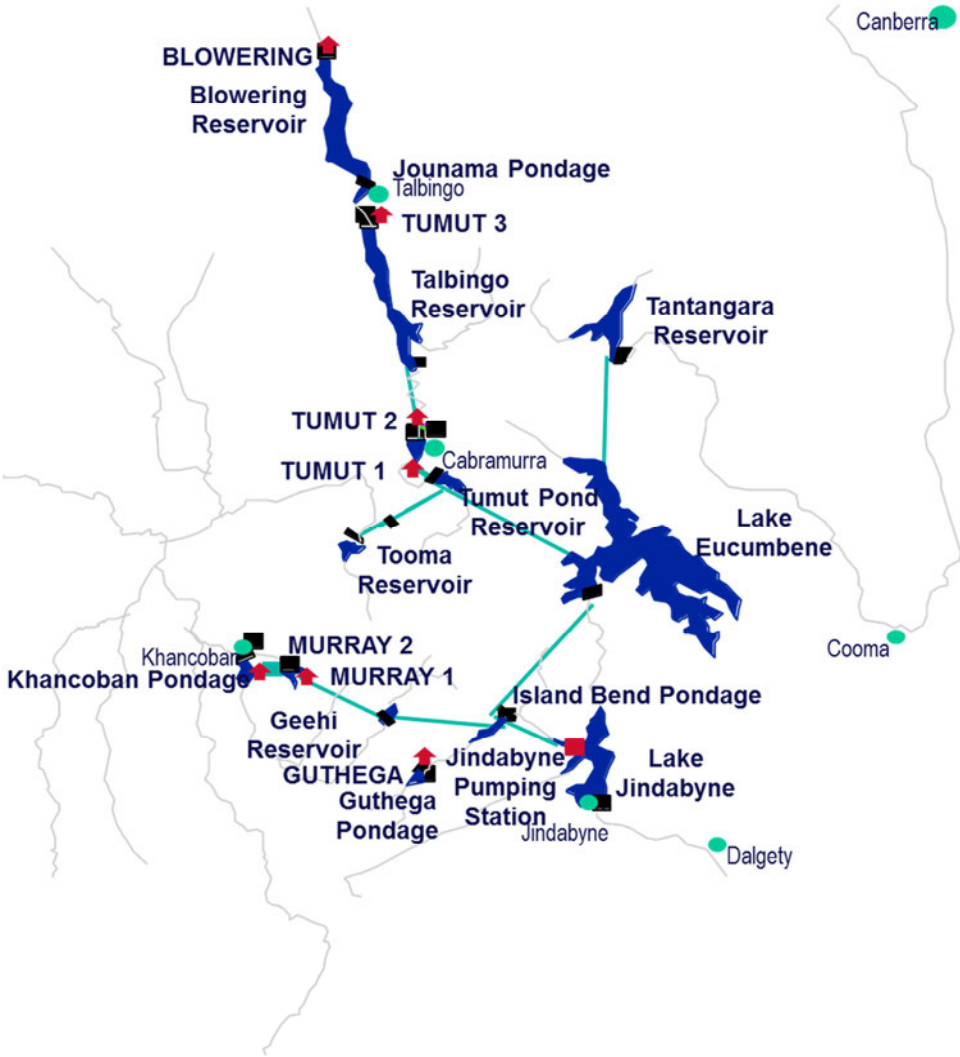 Canberra
BLOWERING
Blowering
Reservoir
Jounama Pondage
Talbingo
TUMUT 3
Talbingo
Reservoir
Tantangara
Reservoir
TUMUT 2
TUMUT 1
Cabramurra
Tumut Pond
Reservoir
Lake
Eucumbene
Tooma
Reservoir
Cooma
MURRAY 2
Khancoban
Khancoban Pondage
MURRAY 1
Island Bend Pondage
Geehi
Reservoir
GUTHEGA
Guthega
Pondage
Jindabyne
Pumping
Station
Lake
Jindabyne
Jindabyne
Dalgety